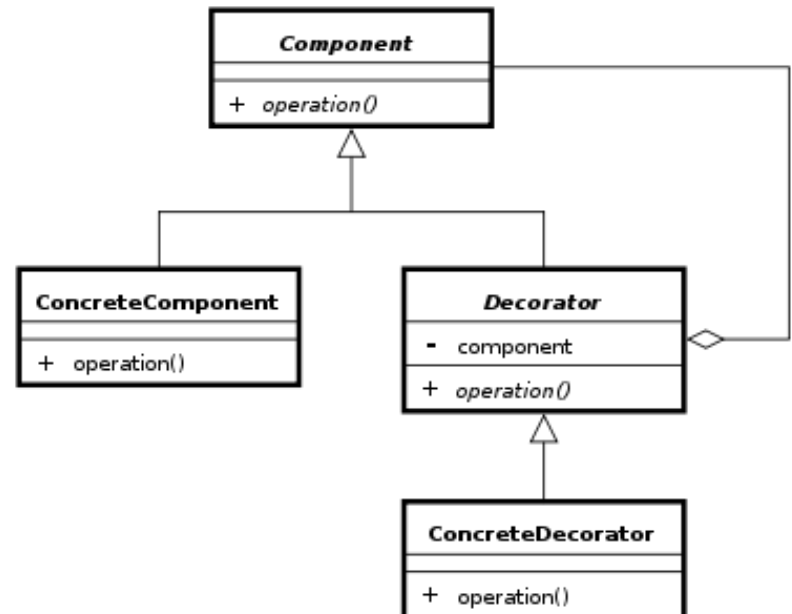 Component
+ operation()
ConcreteComponent
+ operation()
Decorator
- component
+ operation()
ConcreteDecorator
+ operation()